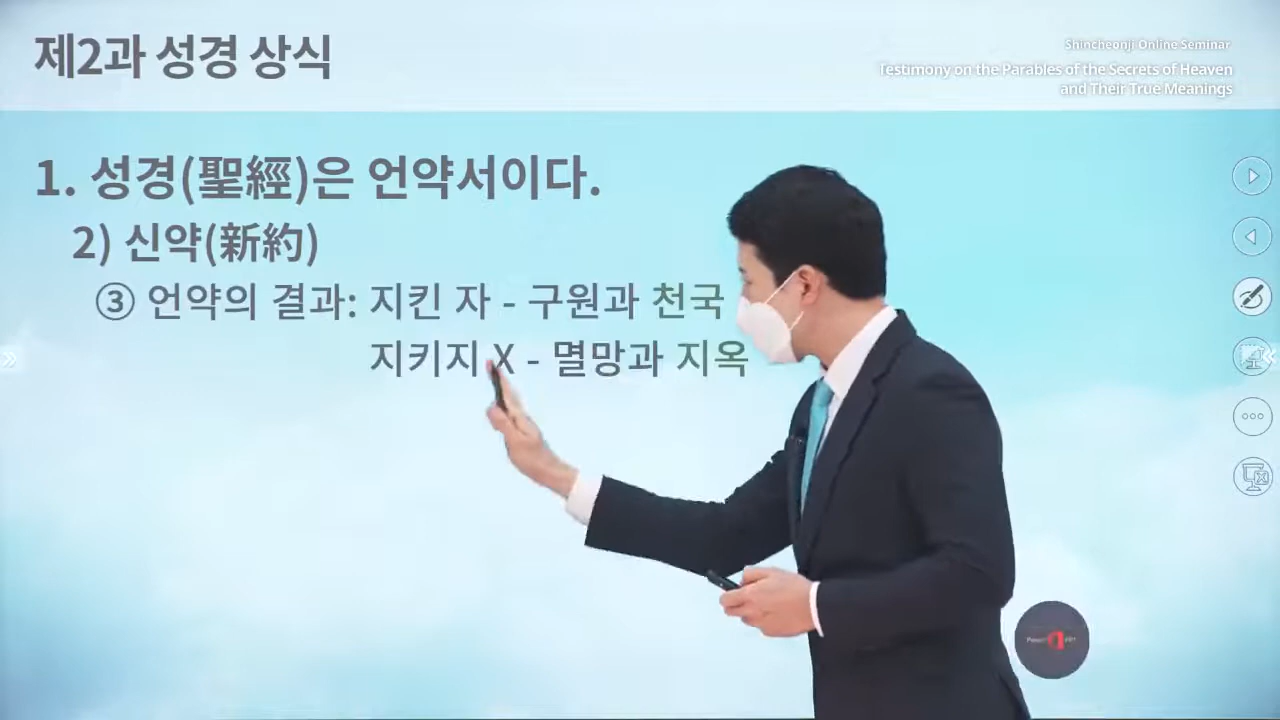 제2과 성경 상식
Shincheonji Online Seminar
Testimony on the Parables of the Secrets of Heaven
and Their True Meanings
1. 성경(聖經)은 언약서이다.
2) 신약(新約)
③ 언약의 결과: 지킨 자 - 구원과 천국
지키지 X - 멸망과 지옥